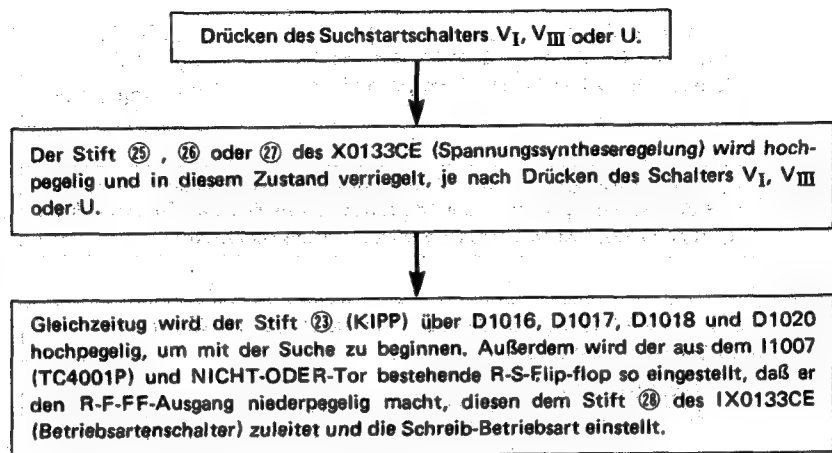 Drücken des Suchstartschalters VI, VIII oder U.
Der Stift ㉕ , ㉖ oder ㉗ des X0133CE (Spannungssyntheseregelung) wird hoch-
pegelig und in diesem Zustand verriegelt, je nach Drücken des Schalters VI, VIII
oder U.
Gleichzeitug wird der Stift ㉓ (KIPP) über D1016, D1017, D1018 und D1020
hochpegelig, um mit der Suche zu beginnen. Außerdem wird der aus dem I1007
(TC4001P) und NICHT-ODER-Tor bestehende R-S-Flip-flop so eingestellt, daß er
den R-F-FF-Ausgang niederpegelig macht, diesen dem Stift ㉘ des IX0133CE
(Betriebsartenschalter) zuleitet und die Schreib-Betriebsart einstellt.